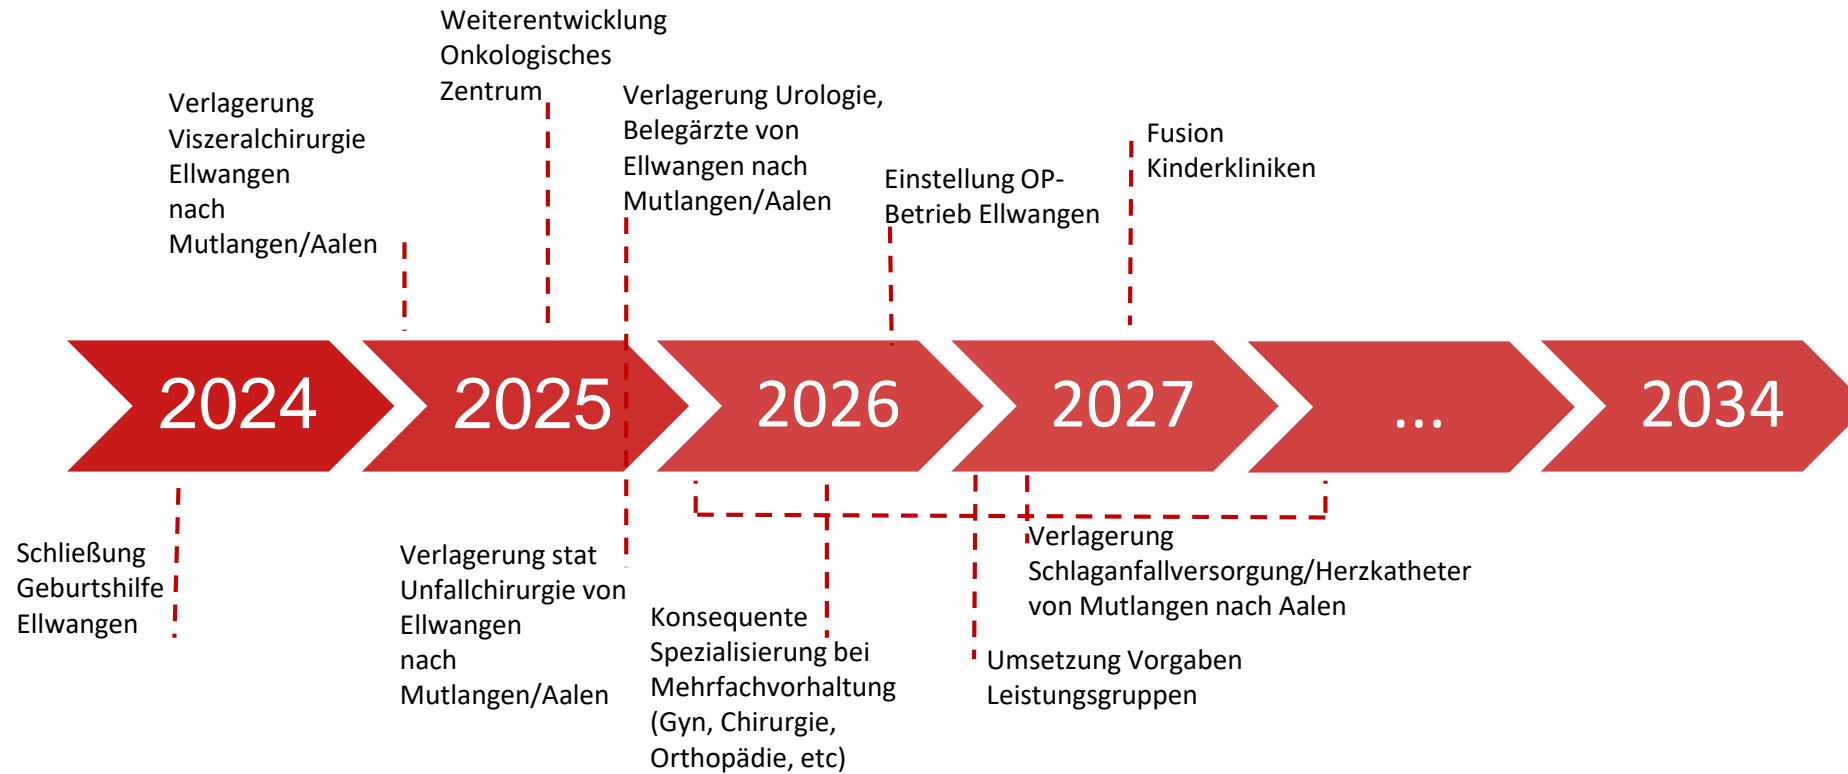 Weiterentwicklung
Onkologisches
Zentrum
Verlagerung
Viszeralchirurgie
Ellwangen
nach
Mutlangen/Aalen
Verlagerung Urologie,
Belegärzte von
Ellwangen nach
Mutlangen/Aalen
Einstellung OP-
Betrieb Ellwangen
Fusion
Kinderkliniken
2024
2025
2026
2027
...
2034
Schließung
Geburtshilfe
Ellwangen
Verlagerung stat
Unfallchirurgie von
Ellwangen
nach
Mutlangen/Aalen
Konsequente
Spezialisierung bei
Mehrfachvorhaltung
(Gyn, Chirurgie,
Orthopädie, etc)
Verlagerung
Schlaganfallversorgung/Herzkatheter
von Mutlangen nach Aalen
Umsetzung Vorgaben
Leistungsgruppen